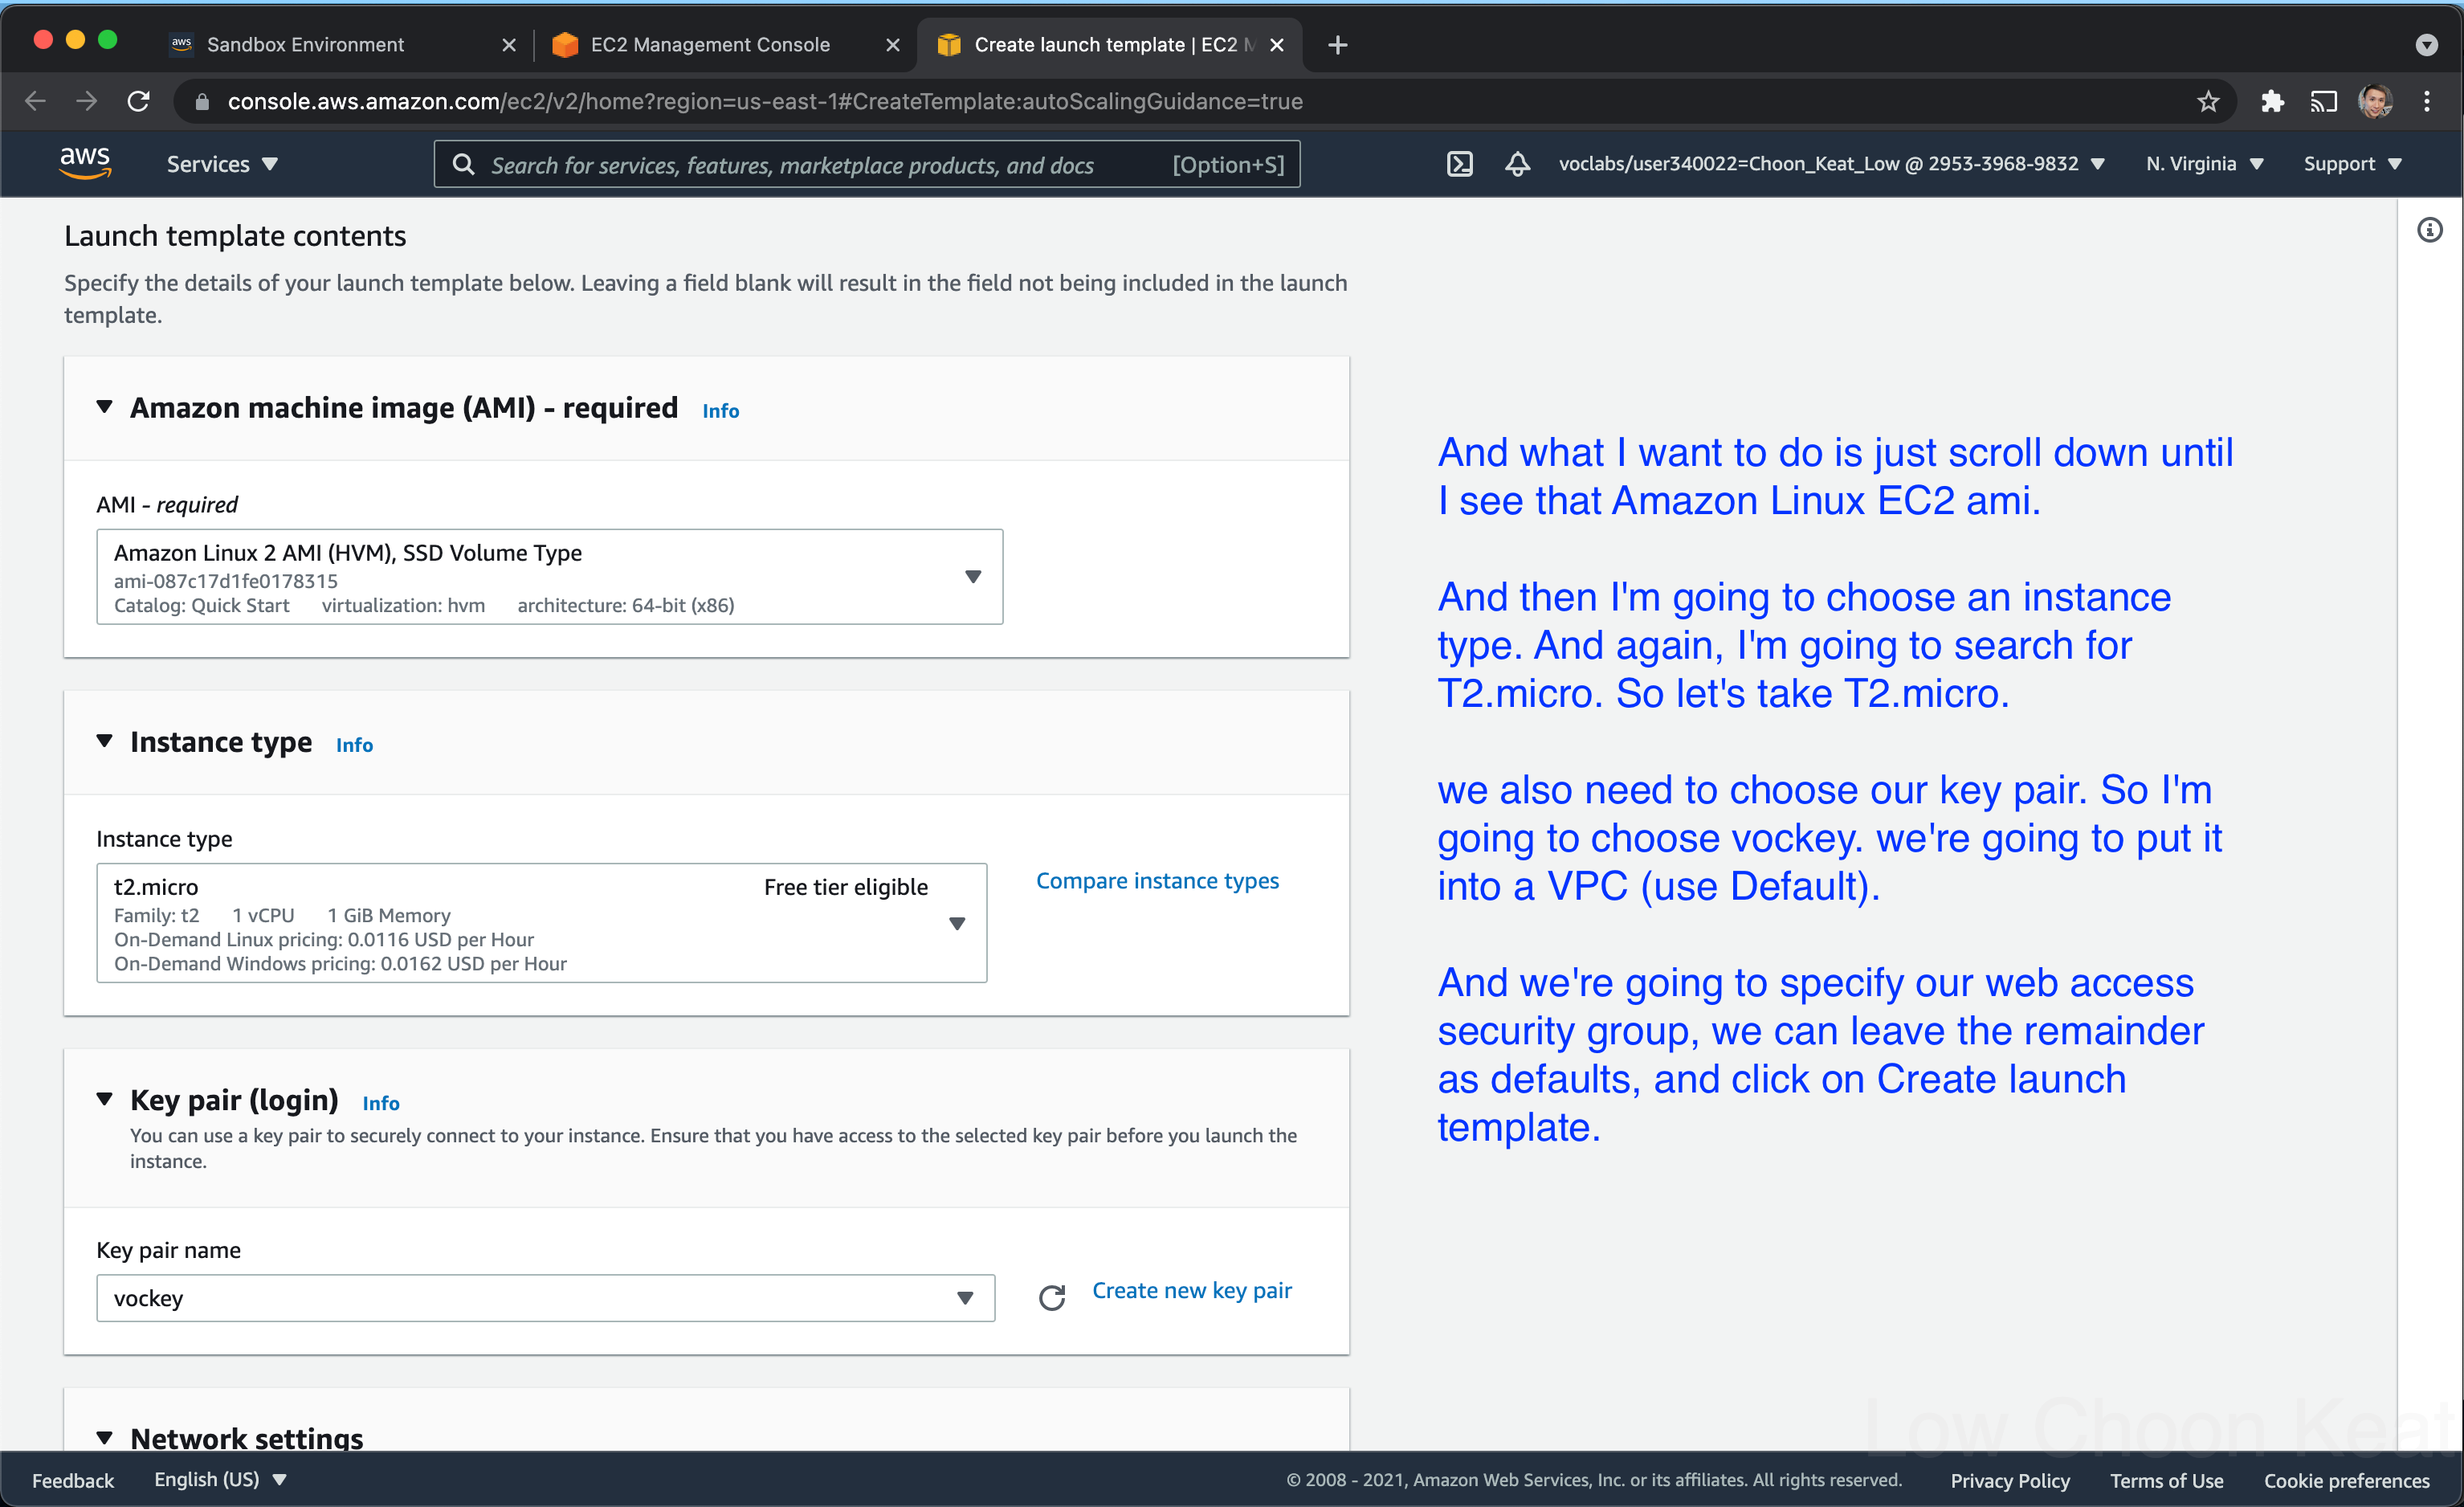 aws Sandbox Environment
EC2 Management Console
Create launch template | EC2 M
console.aws.amazon.com/ec2/v2/home?region=us-east-1#CreateTemplate:autoScalingGuidance=true
aws Services Search for services, features, marketplace products, and docs [Option+S] voclabs/user340022=Choon_Keat_Low @ 2953-3968-9832 N. Virginia Support
Launch template contents
Specify the details of your launch template below. Leaving a field blank will result in the field not being included in the launch
template.
Amazon machine image (AMI) - required Info
AMI - required
Amazon Linux 2 AMI (HVM), SSD Volume Type
ami-087c17d1fe0178315
Catalog: Quick Start virtualization: hvm architecture: 64-bit (x86)
Instance type Info
Instance type
t2.micro Free tier eligible
Family: t2 1 vCPU 1 GiB Memory
On-Demand Linux pricing: 0.0116 USD per Hour
On-Demand Windows pricing: 0.0162 USD per Hour
Compare instance types
Key pair (login) Info
You can use a key pair to securely connect to your instance. Ensure that you have access to the selected key pair before you launch the
instance.
Key pair name
vockey
Create new key pair
Network settings
And what I want to do is just scroll down until
I see that Amazon Linux EC2 ami.
And then I'm going to choose an instance
type. And again, I'm going to search for
T2.micro. So let's take T2.micro.
we also need to choose our key pair. So I'm
going to choose vockey. we're going to put it
into a VPC (use Default).
And we're going to specify our web access
security group, we can leave the remainder
as defaults, and click on Create launch
template.
Low Choon Keat
Feedback English (US) © 2008 - 2021, Amazon Web Services, Inc. or its affiliates. All rights reserved. Privacy Policy Terms of Use Cookie preferences